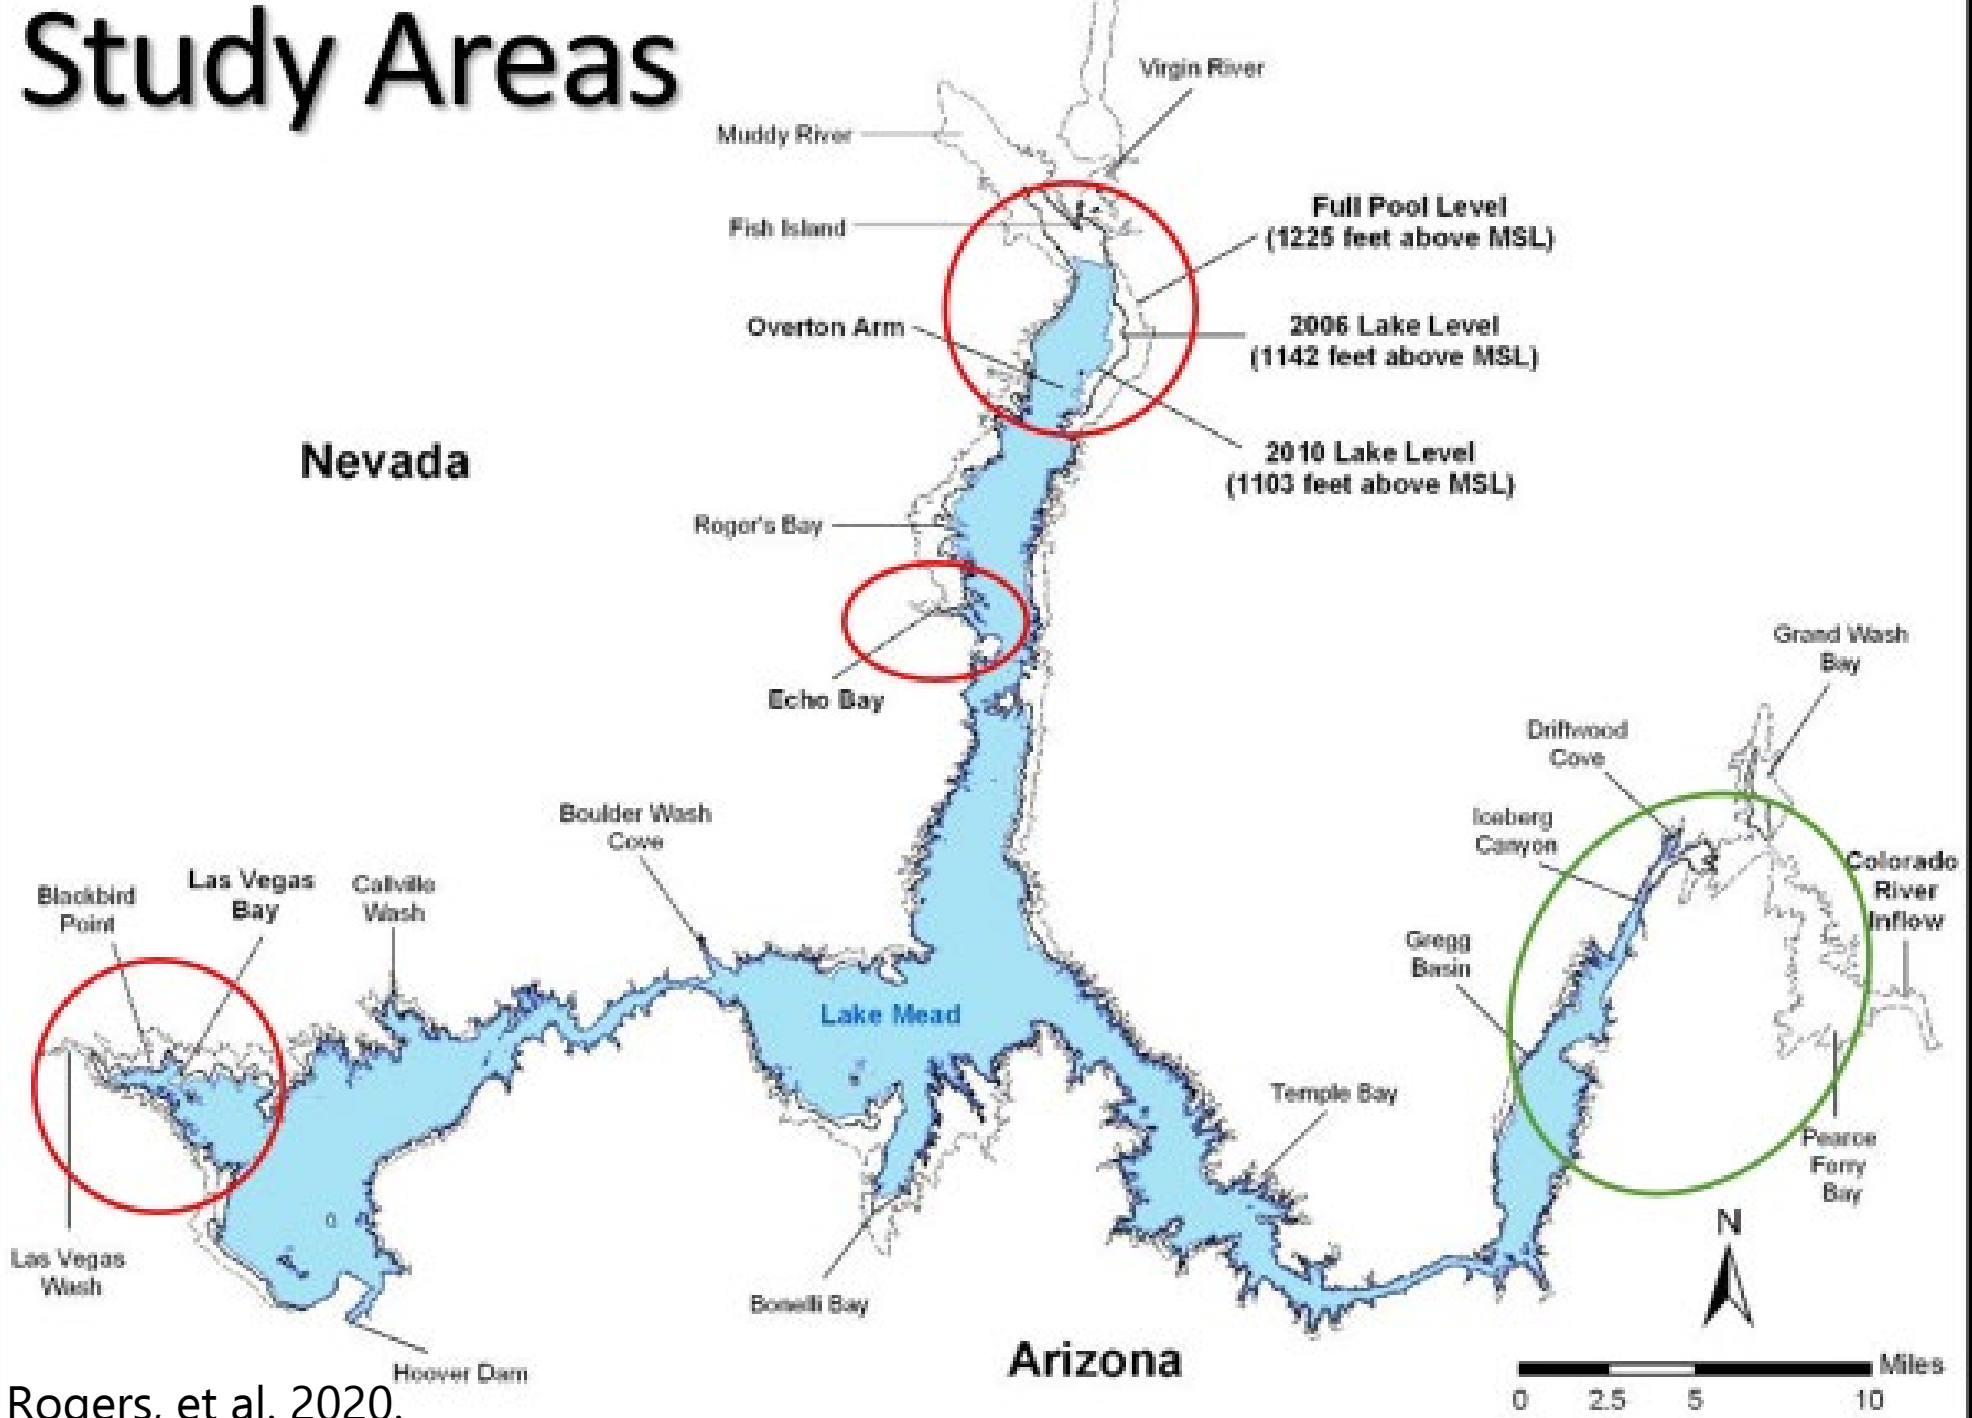 Study Areas
Virgin River
Muddy River
Fish Island
Full Pool Level
(1225 feet above MSL)
Overton Arm
2006 Lake Level
(1142 feet above MSL)
Nevada
2010 Lake Level
(1103 feet above MSL)
Roger's Bay
Echo Bay
Grand Wash
Bay
Driftwood
Cove
Boulder Wash
Cove
Iceberg
Canyon
Colorado
River
Inflow
Blackbird
Point
Las Vegas
Bay
Callville
Wash
Gregg
Basin
Lake Mead
Temple Bay
Pearce
Ferry
Bay
Las Vegas
Wash
Bonelli Bay
N
Hoover Dam
Arizona
Miles
0 2.5 5 10
Rogers, et al. 2020.